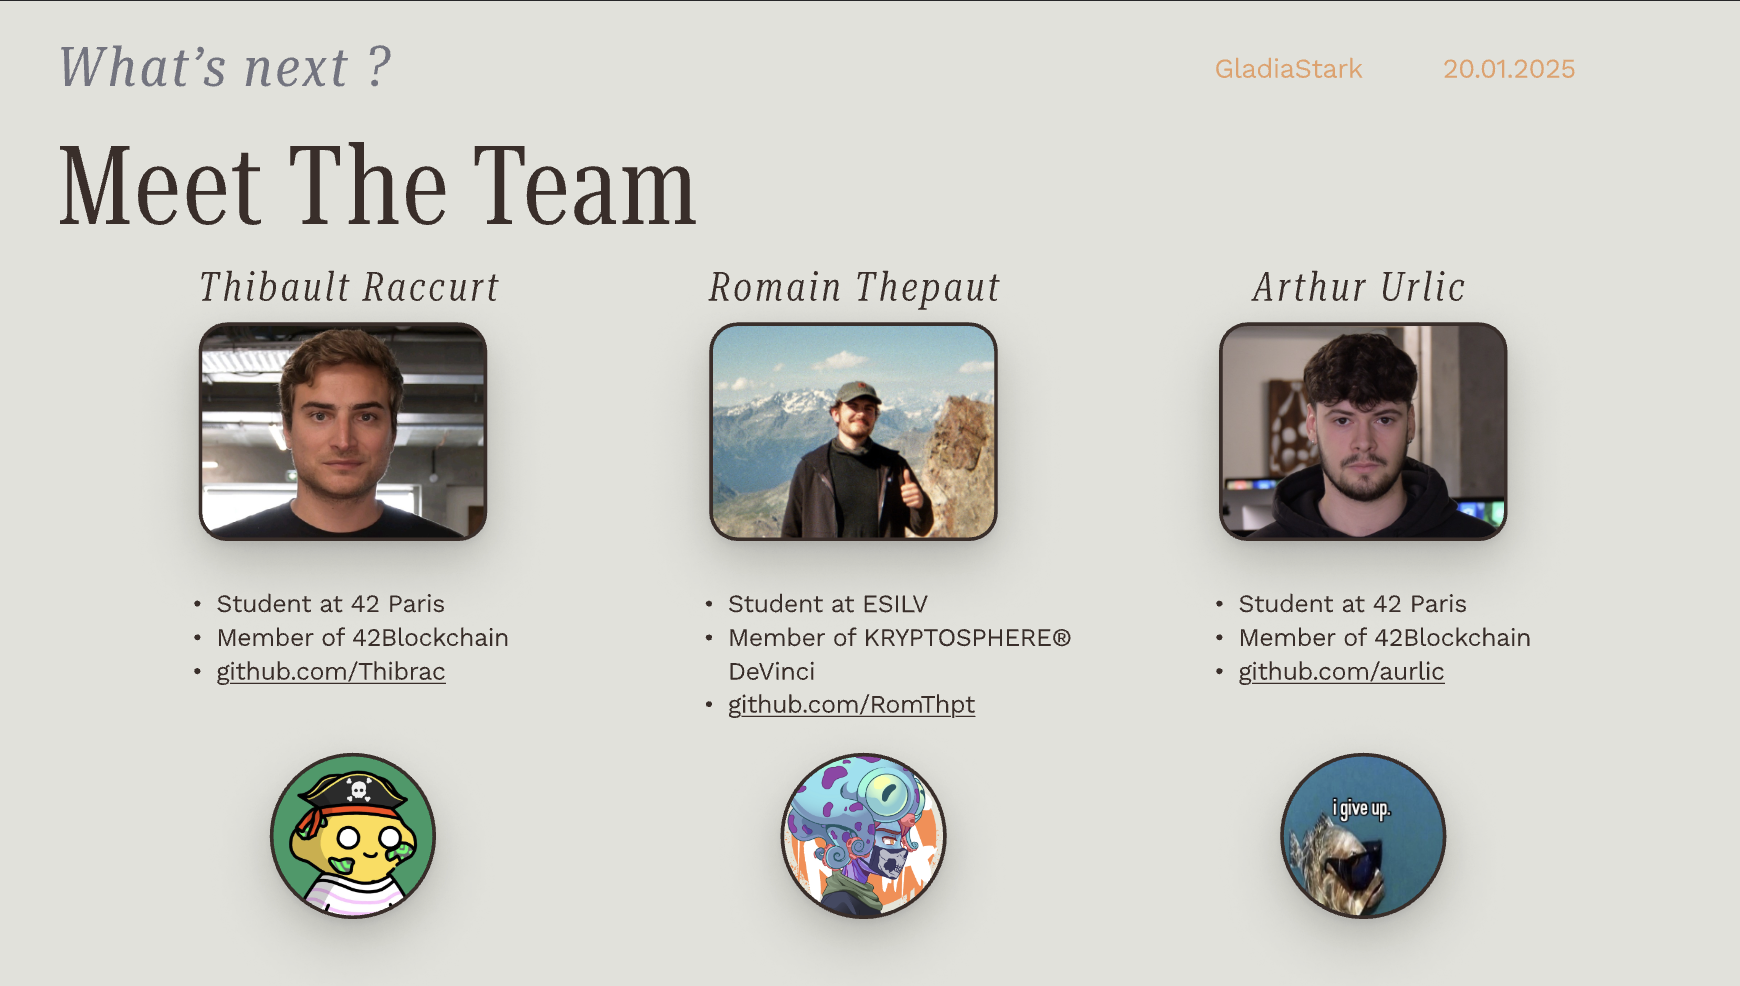 What's next ?
GladiaStark
20.01.2025
Meet The Team
Thibault Raccurt
• Student at 42 Paris
• Member of 42Blockchain
• github.com/Thibrac
Romain Thepaut
• Student at ESILV
• Member of KRYPTOSPHERE®
DeVinci
• github.com/RomThpt
Arthur Urlic
• Student at 42 Paris
• Member of 42Blockchain
• github.com/aurlic
i give up.